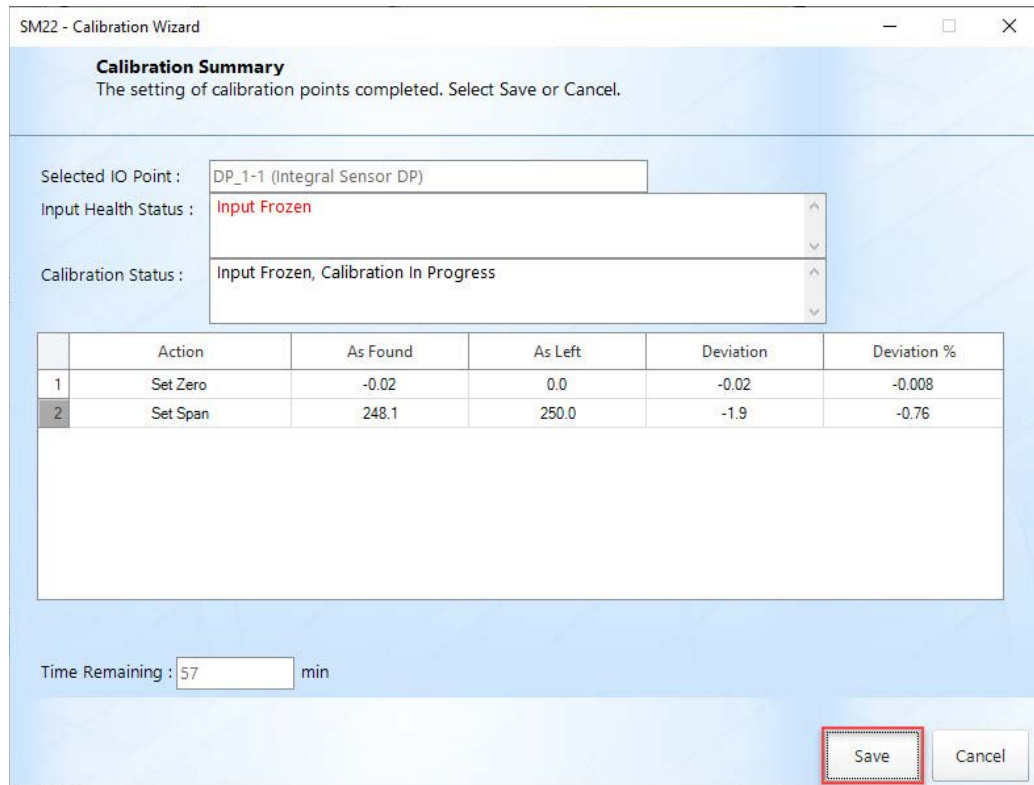 SM22 - Calibration Wizard
Calibration Summary
The setting of calibration points completed. Select Save or Cancel.
Selected IO Point : DP_1-1 (Integral Sensor DP)
Input Health Status : Input Frozen
Calibration Status : Input Frozen, Calibration In Progress
Action As Found As Left Deviation Deviation %
1 Set Zero -0.02 0.0 -0.02 -0.008
2 Set Span 248.1 250.0 -1.9 -0.76
Time Remaining : 57 min
Save Cancel